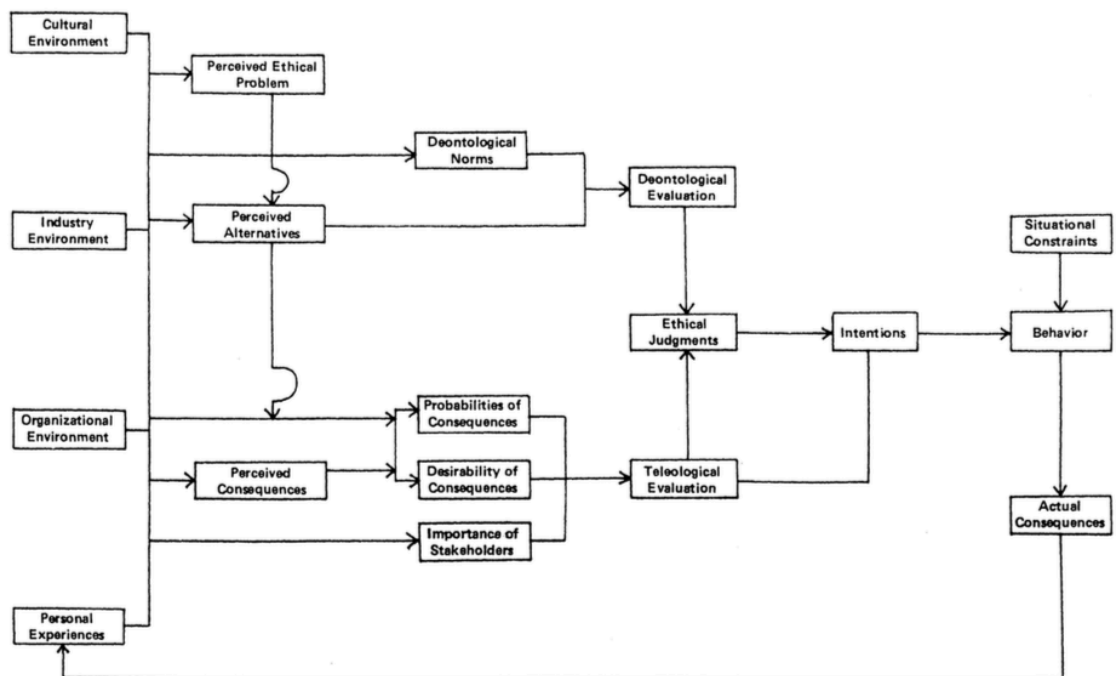 Cultural
Environment
Perceived Ethical
Problem
Deontological
Norms
Deontological
Evaluation
Industry
Environment
Perceived
Alternatives
Situational
Constraints
Ethical
Judgments
Intentions
Behavior
Organizational
Environment
Probabilities of
Consequences
Perceived
Consequences
Desirability of
Consequences
Teleological
Evaluation
Actual
Consequences
Importance of
Stakeholders
Personal
Experiences